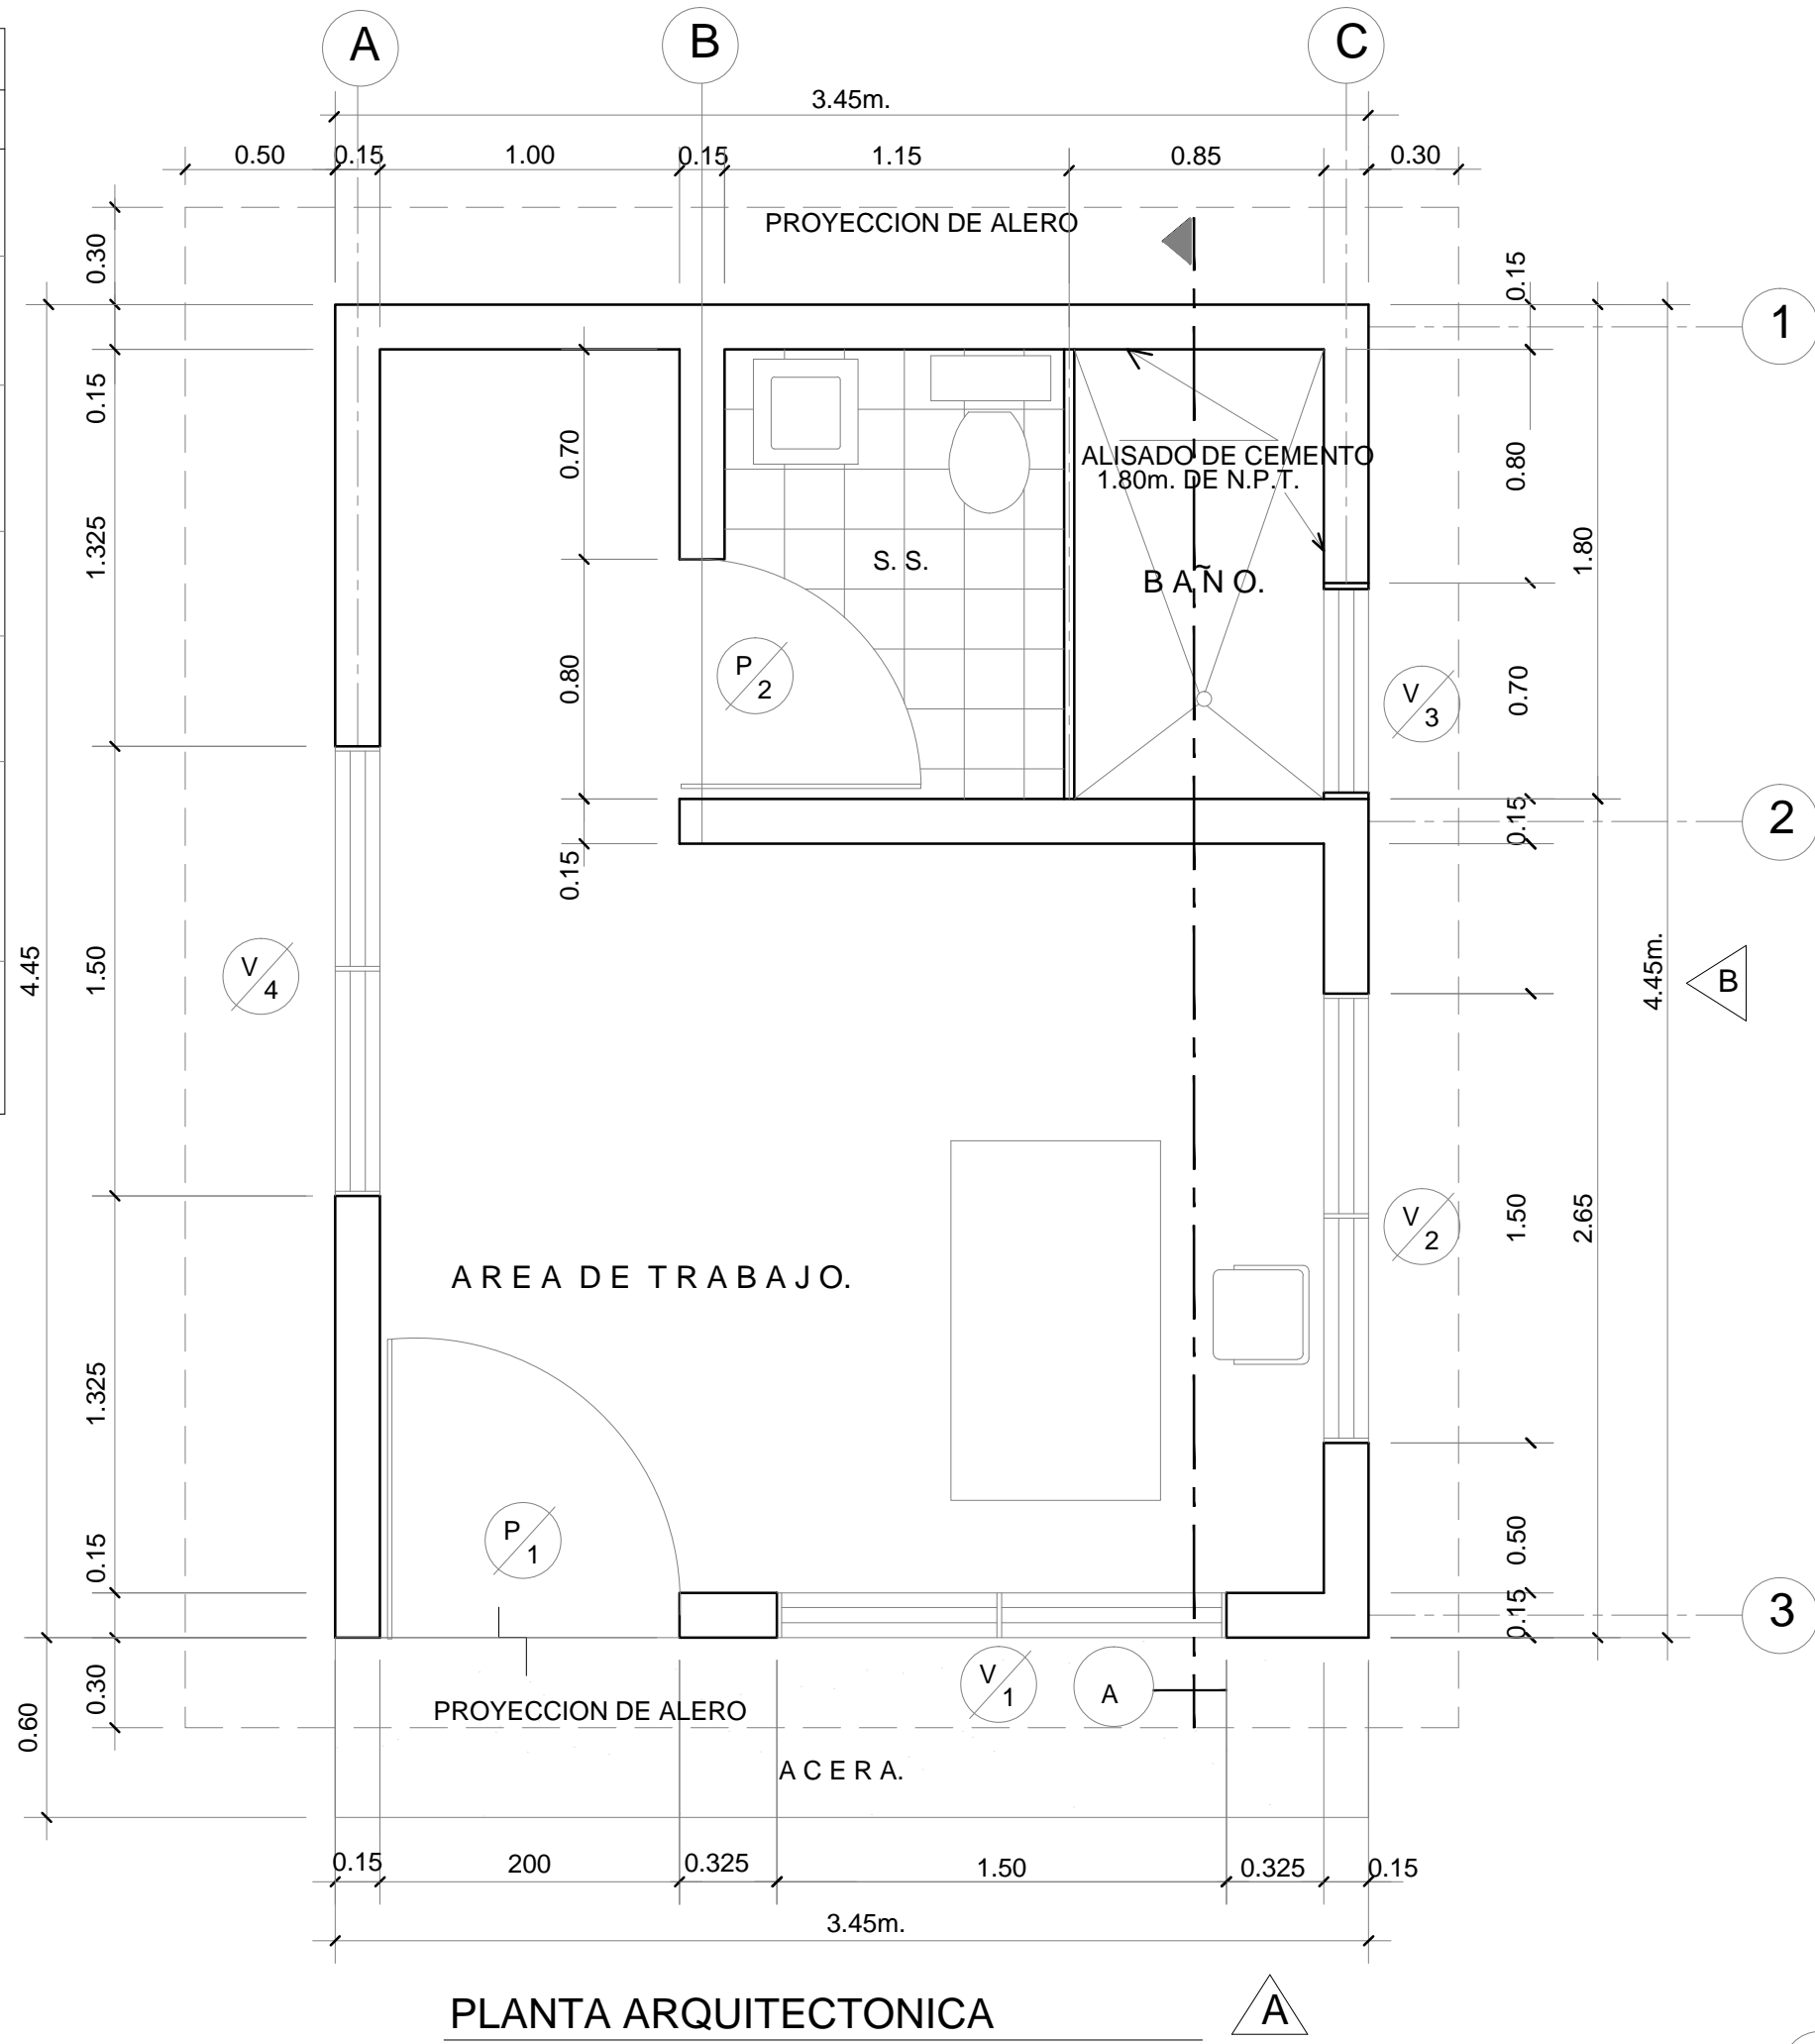 A
B
C
3.45m.
0.50
0.15
1.00
0.15
1.15
0.85
0.30
PROYECCION DE ALERO
0.30
0.15
1
0.15
0.70
ALISADO DE CEMENTO
1.80m. DE N.P.T.
0.80
1.325
S. S.
B A Ñ O.
1.80
P
2
0.80
V
3
0.70
0.15
2
0.15
4.45
1.50
V
4
4.45m.
B
A R E A D E T R A B A J O.
V
2
1.50
2.65
1.325
P
1
0.15
0.50
0.15
3
0.30
0.60
PROYECCION DE ALERO
V
1
A
A C E R A.
0.15
200
0.325
1.50
0.325
0.15
3.45m.
PLANTA ARQUITECTONICA
A